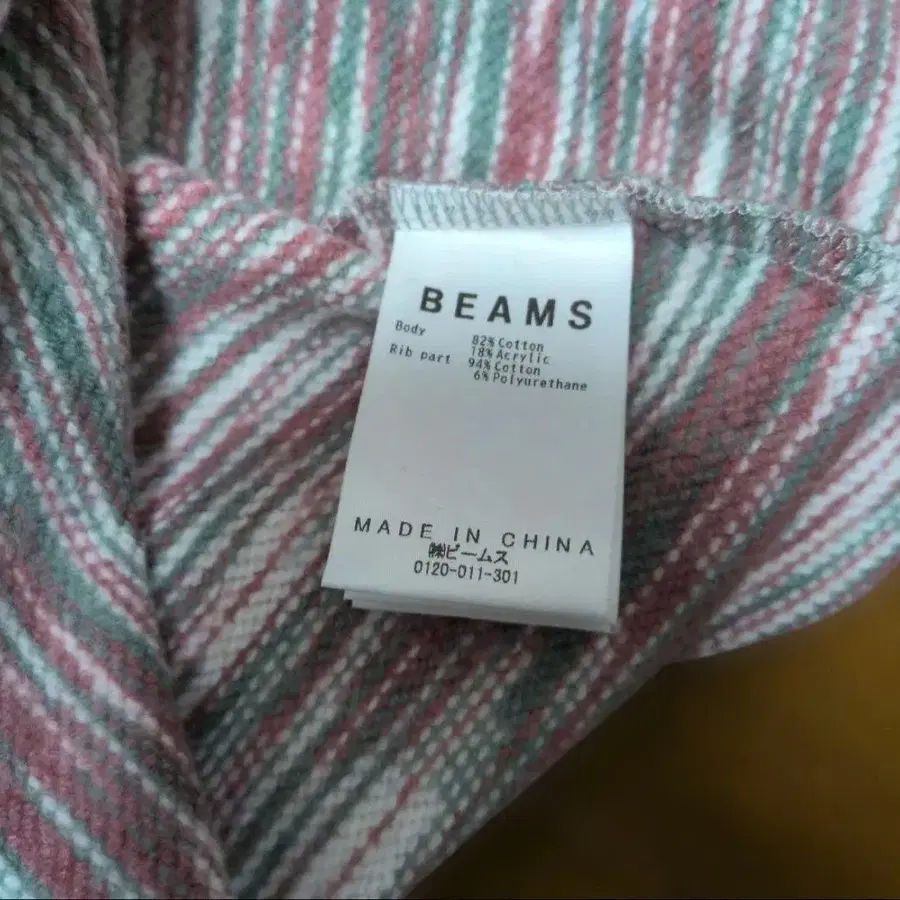 BEAMS
Body 82% Cotton
18% Acrylic
Rib part 94% Cotton
6% Polyurethane
MADE IN CHINA
㈱ビームス
0120-011-301